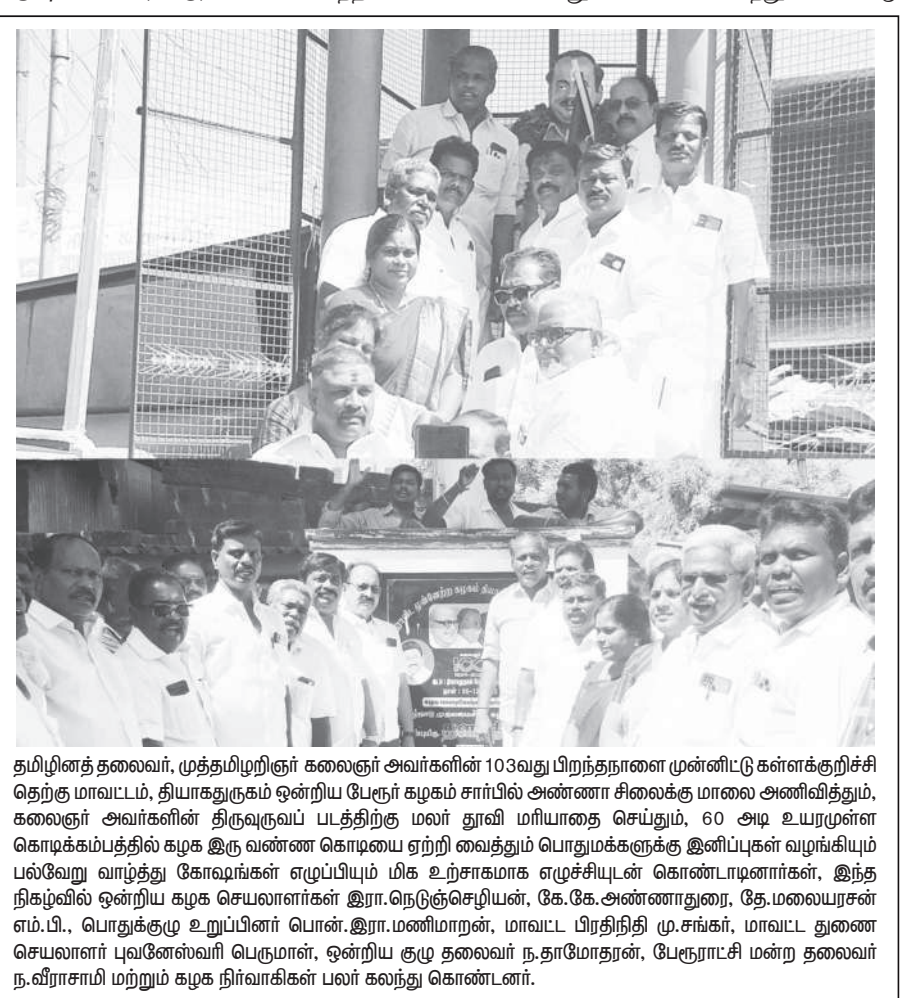 தமிழினத் தலைவர், முத்தமிழறிஞர் கலைஞர் அவர்களின் 103வது பிறந்தநாளை முன்னிட்டு கள்ளக்குறிச்சி
தெற்கு மாவட்டம், தியாகதுருகம் ஒன்றிய பேரூர் கழகம் சார்பில் அண்ணா சிலைக்கு மாலை அணிவித்தும்,
கலைஞர் அவர்களின் திருவுருவப் படத்திற்கு மலர் தூவி மரியாதை செய்தும், 60 அடி உயரமுள்ள
கொடிக்கம்பத்தில் கழக இரு வண்ண கொடியை ஏற்றி வைத்தும் பொதுமக்களுக்கு இனிப்புகள் வழங்கியும்
பல்வேறு வாழ்த்து கோஷங்கள் எழுப்பியும் மிக உற்சாகமாக எழுச்சியுடன் கொண்டாடினார்கள், இந்த
நிகழ்வில் ஒன்றிய கழக செயலாளர்கள் இரா.நெடுஞ்செழியன், கே.கே.அண்ணாதுரை, தே.மலையரசன்
எம்.பி., பொதுக்குழு உறுப்பினர் பொன்.இரா.மணிமாறன், மாவட்ட பிரதிநிதி மு.சங்கர், மாவட்ட துணை
செயலாளர் புவனேஸ்வரி பெருமாள், ஒன்றிய குழு தலைவர் ந.தாமோதரன், பேரூராட்சி மன்ற தலைவர்
ந.வீராசாமி மற்றும் கழக நிர்வாகிகள் பலர் கலந்து கொண்டனர்.